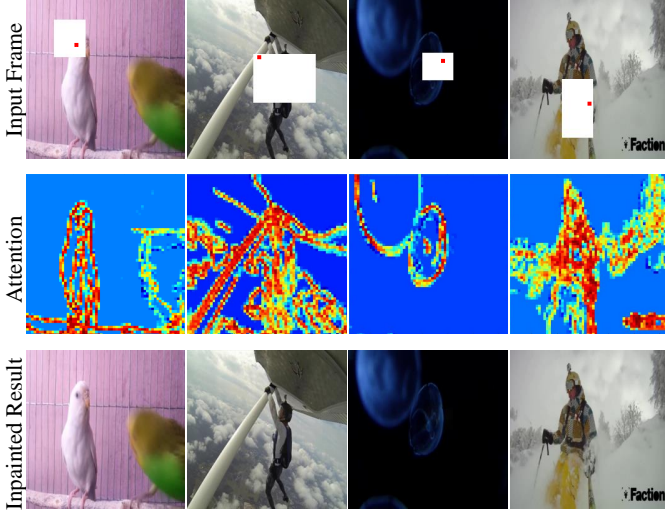 Input Frame
Faction
Attention
Inpainted Result
Faction